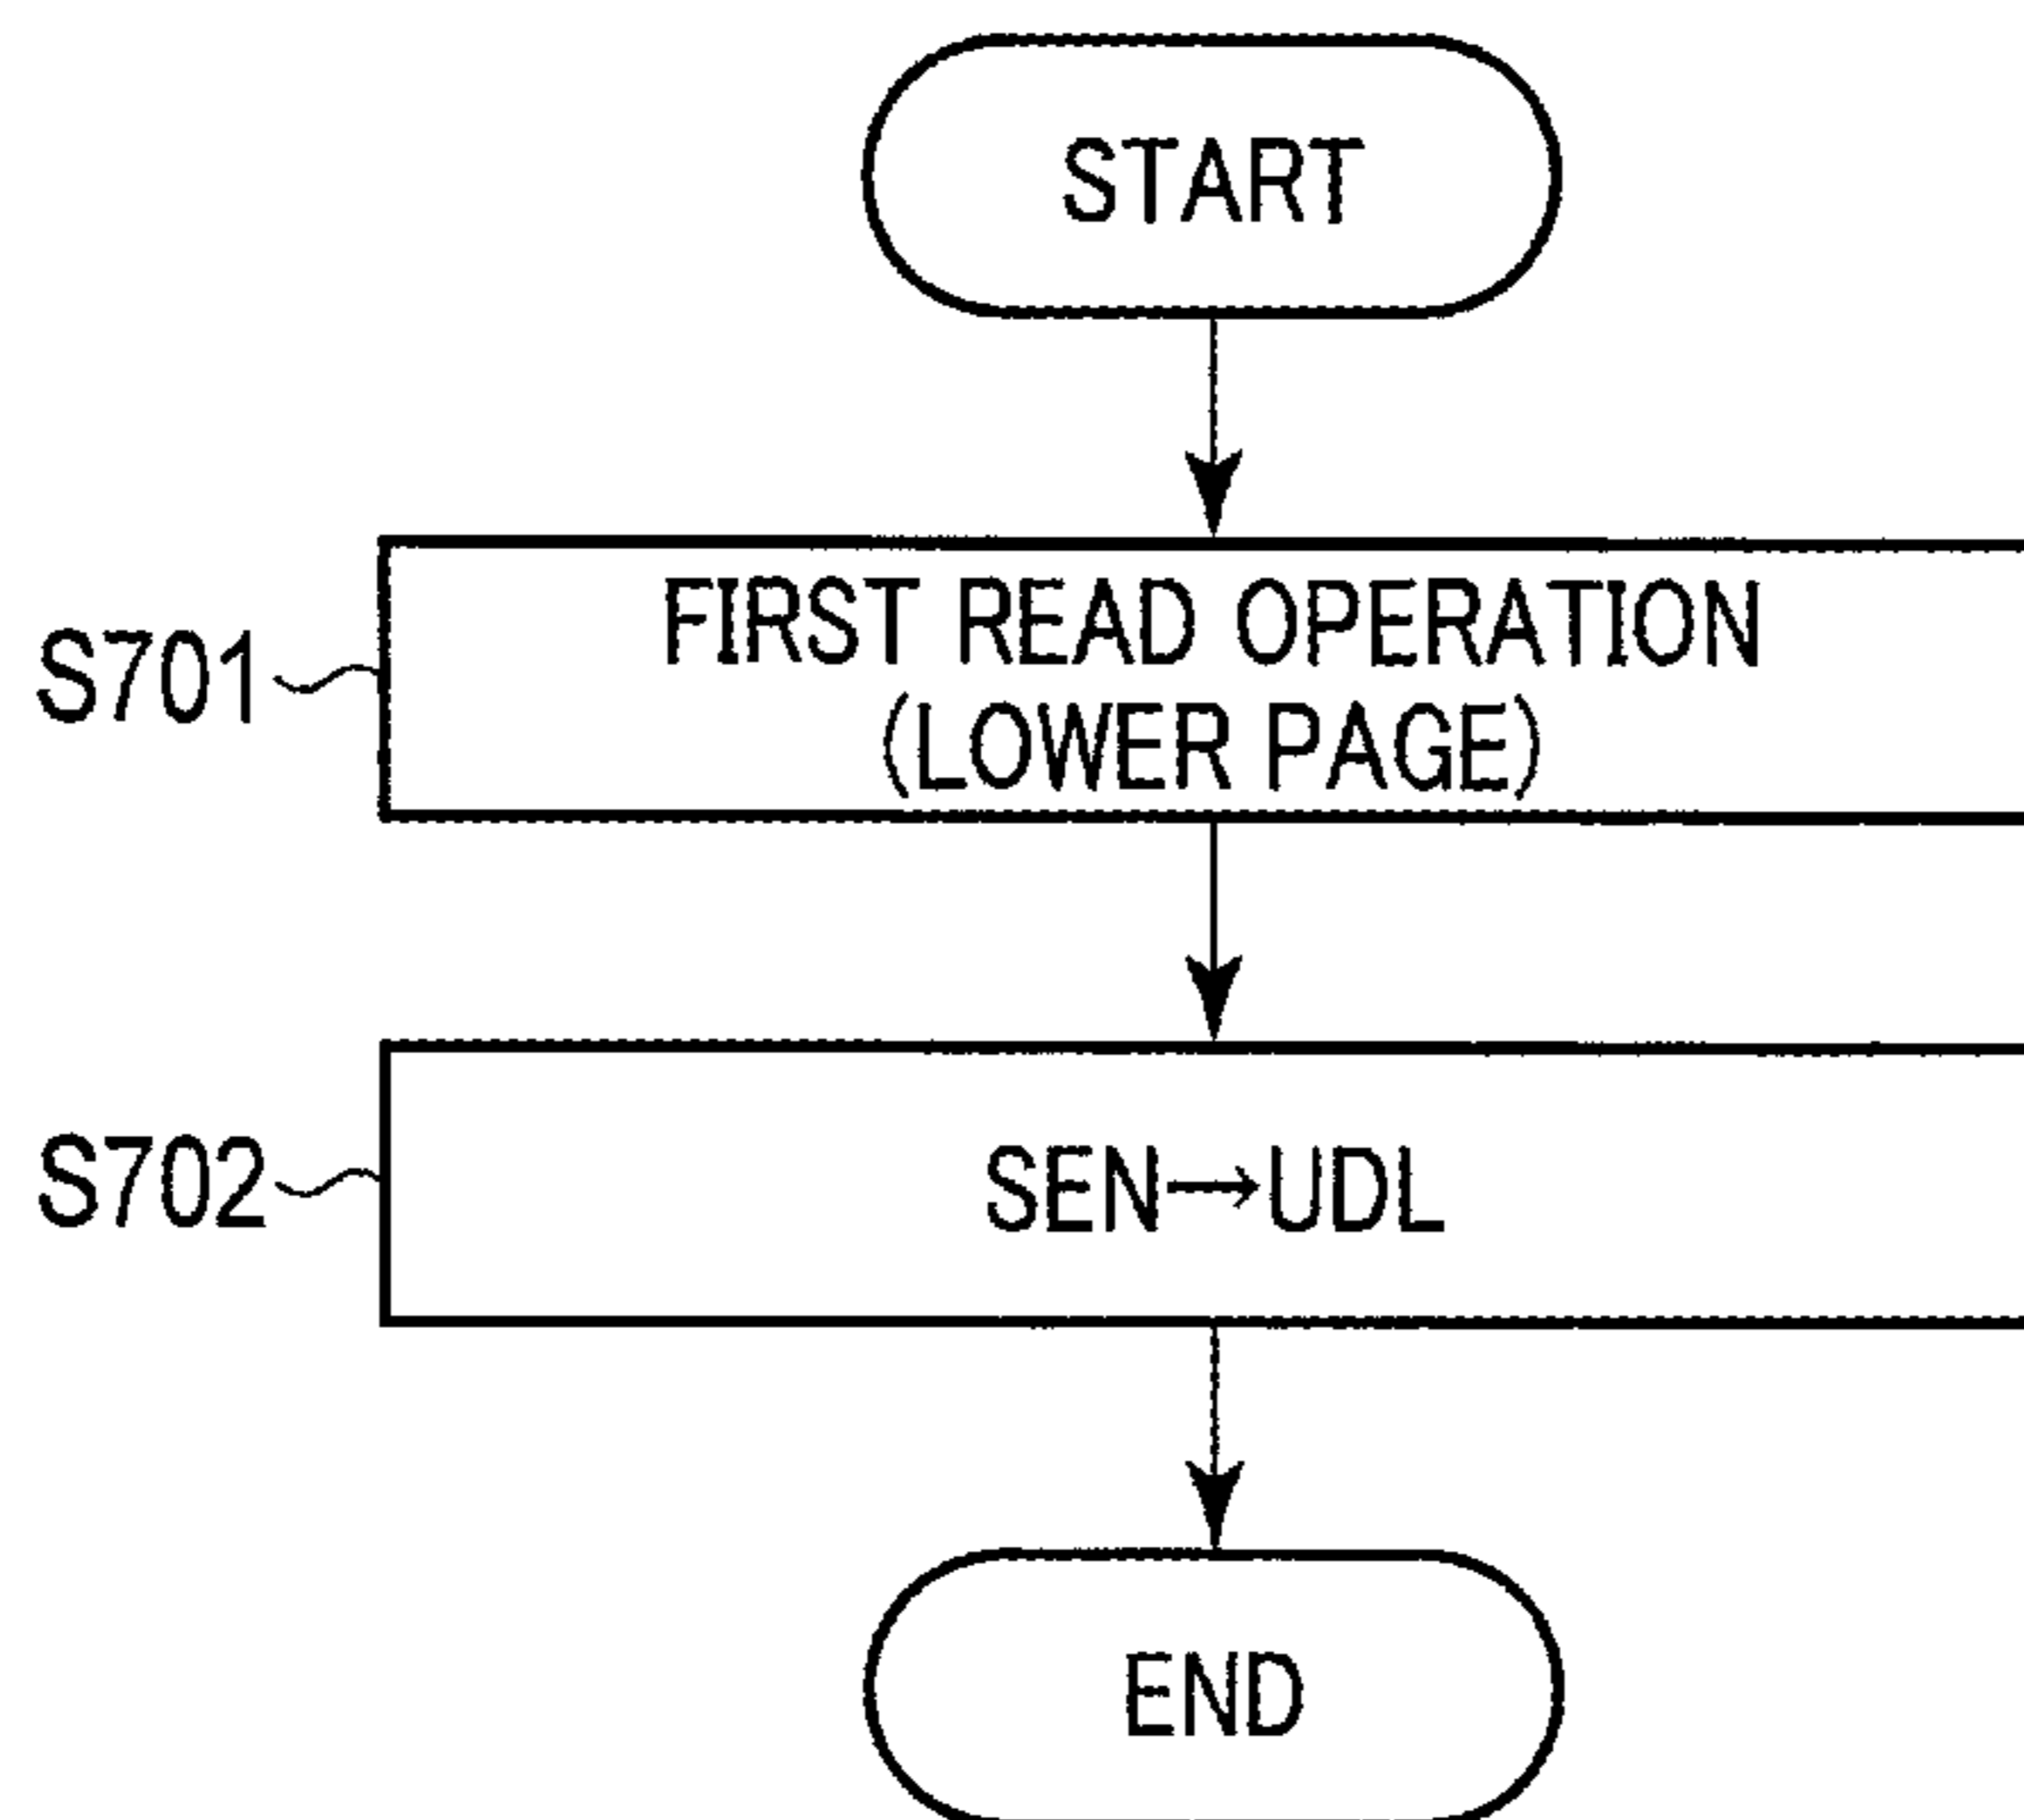 START
S701
FIRST READ OPERATION
(LOWER PAGE)
S702
SEN→UDL
END